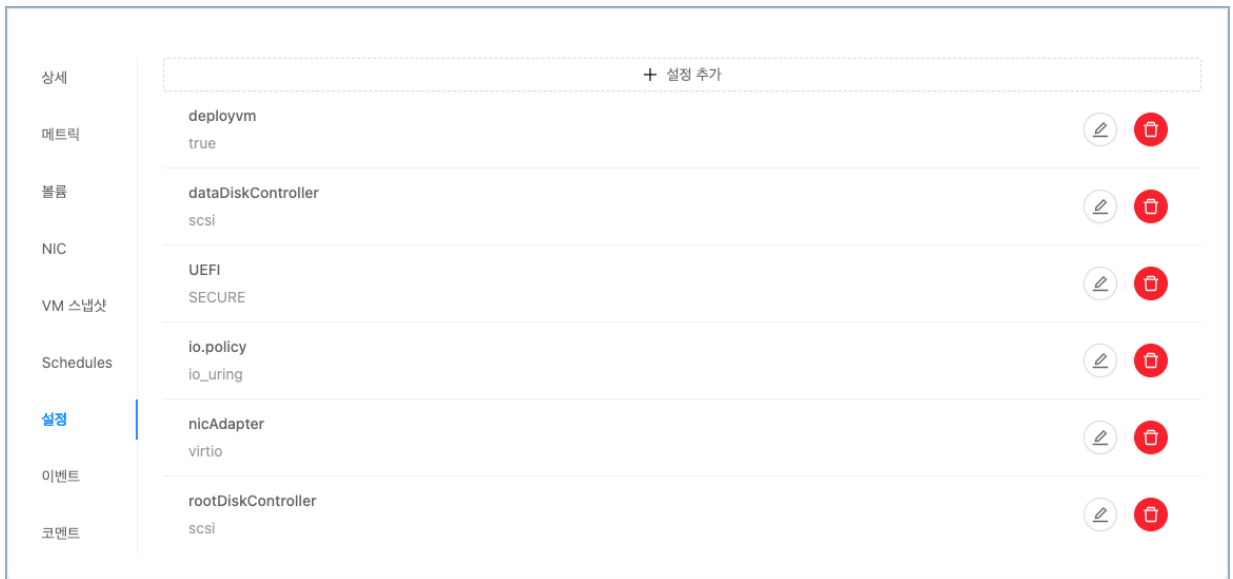 상세
메트릭
볼륨
NIC
VM 스냅샷
Schedules
설정
이벤트
코멘트
+ 설정 추가
deployvm
true
dataDiskController
scsi
UEFI
SECURE
io.policy
io_uring
nicAdapter
virtio
rootDiskController
scsi